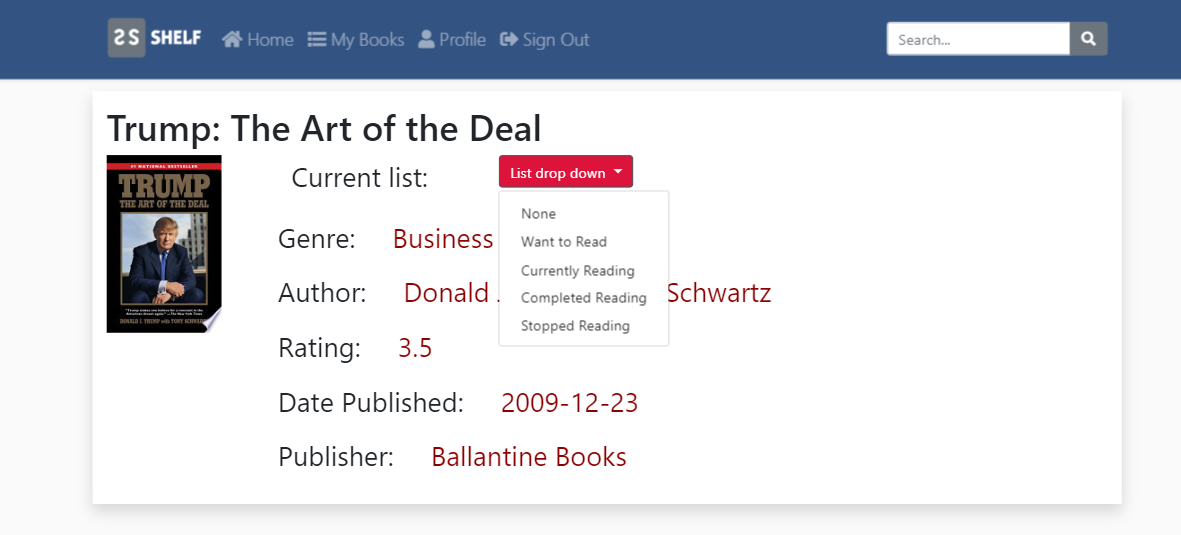 SS SHELF Home My Books Profile Sign Out Search...
Trump: The Art of the Deal
#1 NATIONAL BESTSELLER
TRUMP
THE ART OF THE DEAL
DONALD J. TRUMP with TONY SCHWAR
Current list: List drop down
None
Want to Read
Currently Reading
Completed Reading
Stopped Reading
Genre: Business
Author: Donald Schwartz
Rating: 3.5
Date Published: 2009-12-23
Publisher: Ballantine Books